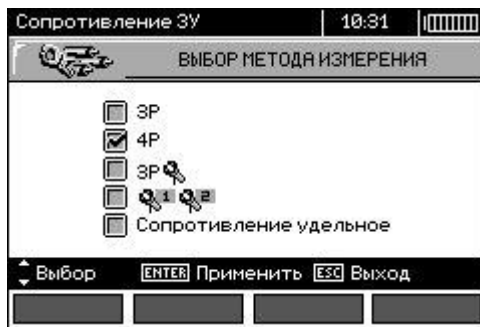 Сопротивление ЗУ 10:31
ВЫБОР МЕТОДА ИЗМЕРЕНИЯ
3P
4P
3P
1 2
Сопротивление удельное
Выбор ENTER Применить ESC Выход